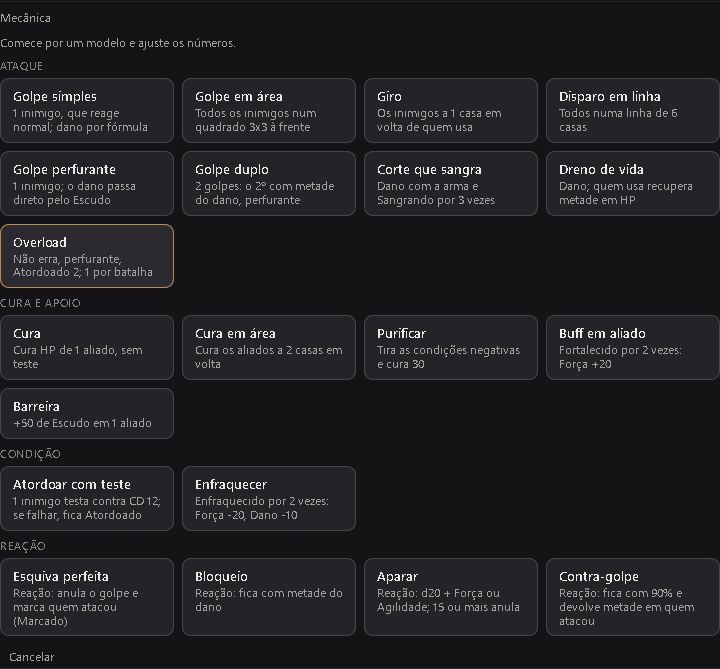 Mecânica
Comece por um modelo e ajuste os números.
ATAQUE
Golpe simples
1 inimigo, que reage
normal; dano por fórmula
Golpe em área
Todos os inimigos num
quadrado 3x3 à frente
Giro
Os inimigos a 1 casa em
volta de quem usa
Disparo em linha
Todos numa linha de 6
casas
Golpe perfurante
1 inimigo; o dano passa
direto pelo Escudo
Golpe duplo
2 golpes: o 2º com metade
do dano, perfurante
Corte que sangra
Dano com a arma e
Sangrando por 3 vezes
Dreno de vida
Dano; quem usa recupera
metade em HP
Overload
Não erra, perfurante,
Atordoado 2; 1 por batalha
CURA E APOIO
Cura
Cura HP de 1 aliado, sem
teste
Cura em área
Cura os aliados a 2 casas em
volta
Purificar
Tira as condições negativas
e cura 30
Buff em aliado
Fortalecido por 2 vezes:
Força +20
Barreira
+50 de Escudo em 1 aliado
CONDIÇÃO
Atordoar com teste
1 inimigo testa contra CD 12;
se falhar, fica Atordoado
Enfraquecer
Enfraquecido por 2 vezes:
Força -20, Dano -10
REAÇÃO
Esquiva perfeita
Reação: anula o golpe e
marca quem atacou
(Marcado)
Bloqueio
Reação: fica com metade do
dano
Aparar
Reação: d20 + Força ou
Agilidade; 15 ou mais anula
Contra-golpe
Reação: fica com 90% e
devolve metade em quem
atacou
Cancelar